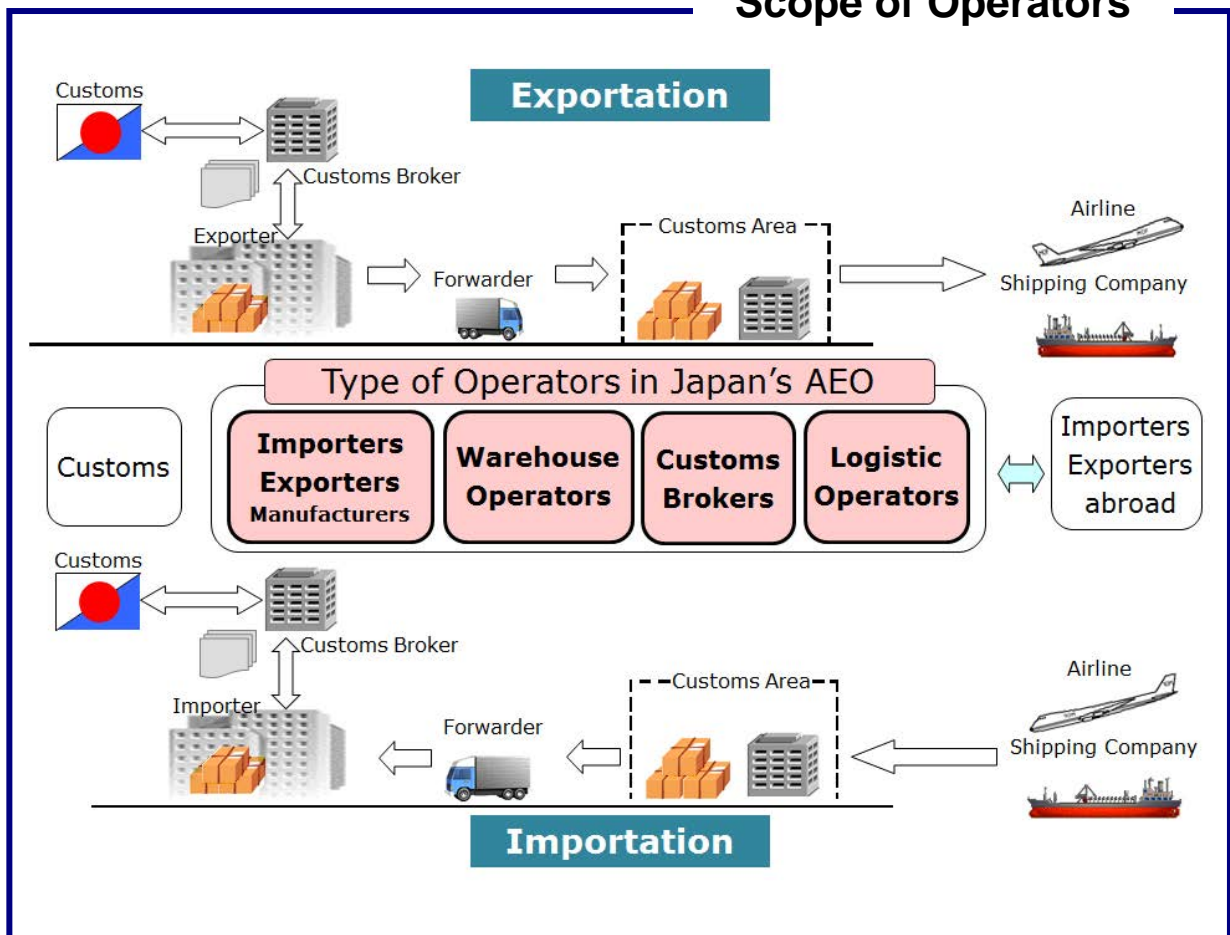 Scope of Operators
Exportation
Customs
Customs Broker
Exporter
Forwarder
Customs Area
Airline
Shipping Company
Type of Operators in Japan's AEO
Customs
Importers
Exporters
Manufacturers
Warehouse
Operators
Customs
Brokers
Logistic
Operators
Importers
Exporters
abroad
Customs
Customs Broker
Importer
Forwarder
Customs Area
Airline
Shipping Company
Importation